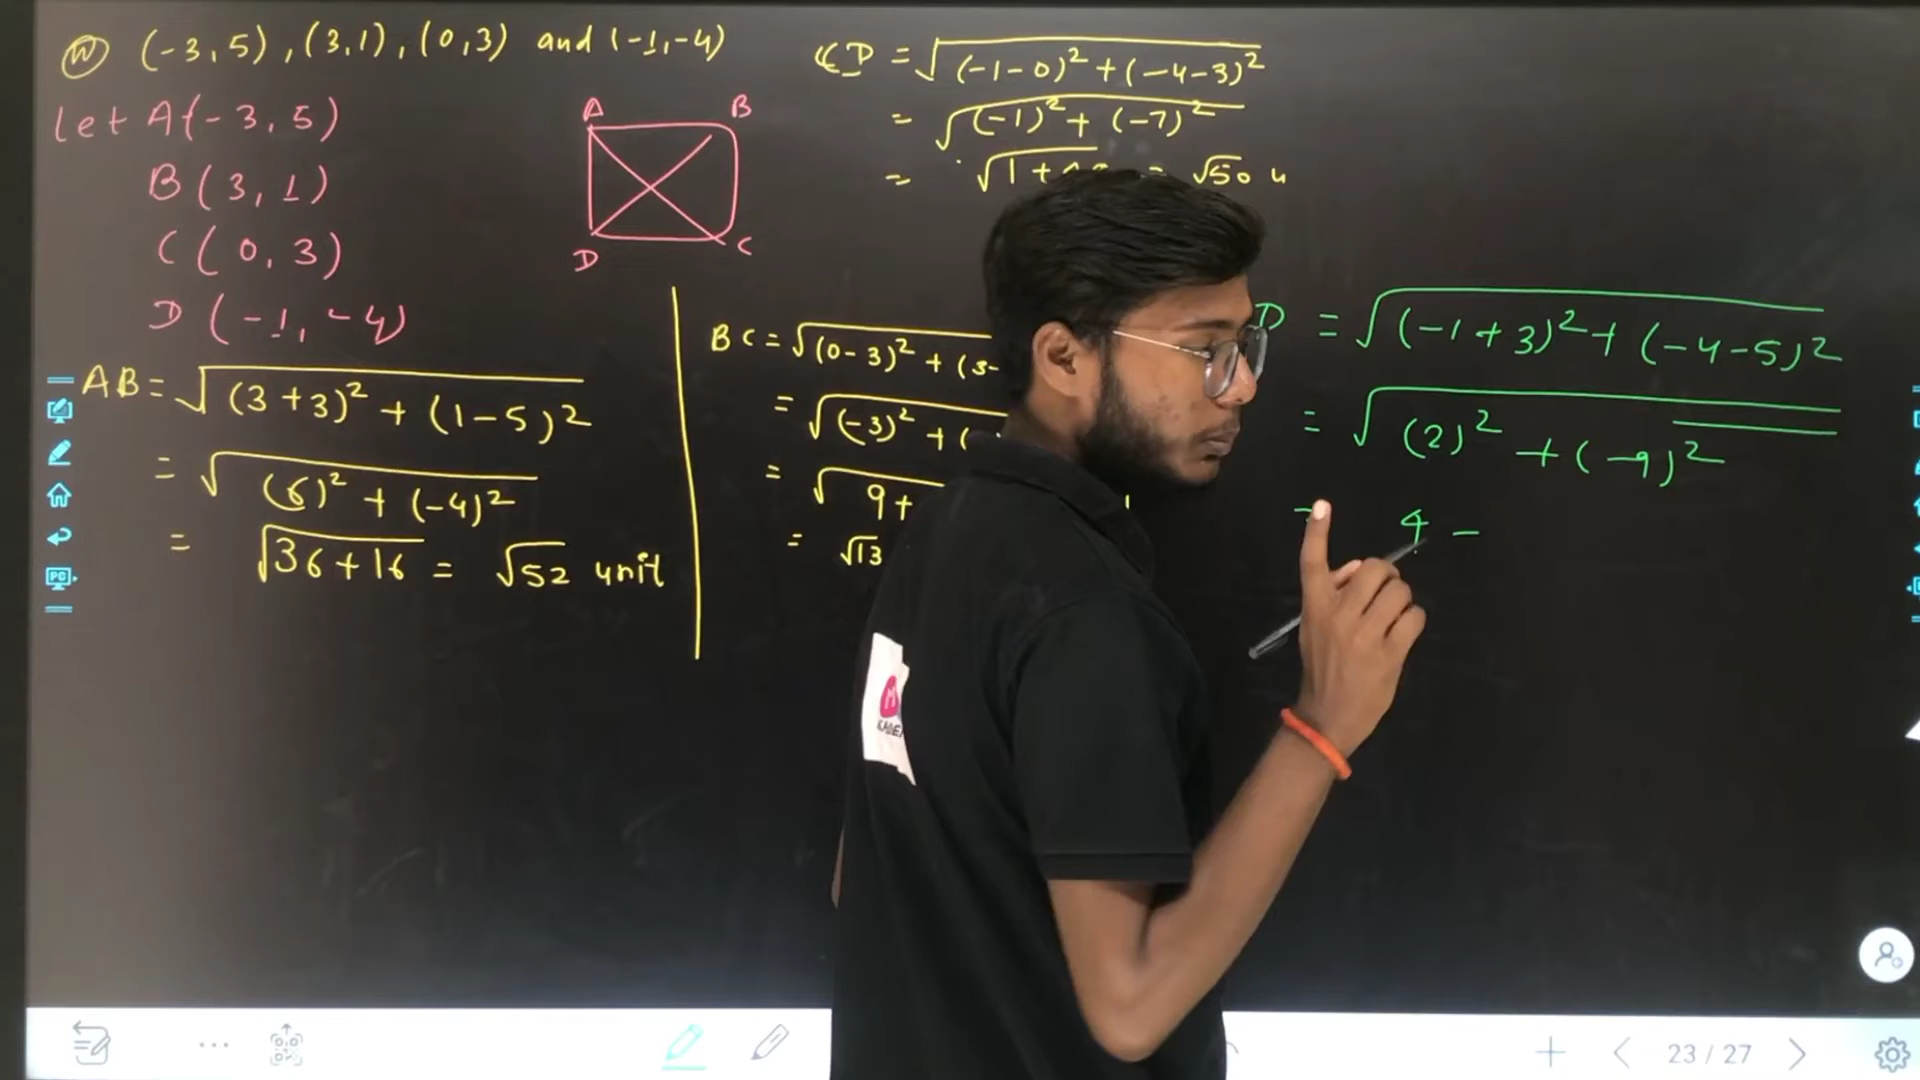 (-3,5), (3,1), (0,3) and (-1,-4)
let A(-3,5)
B(3,1)
C(0,3)
D(-1,-4)
A B
D C
AB = √(3+3)² + (1-5)²
= √(6)² + (-4)²
= √36+16 = √52 unit
BC = √(0-3)² + (3-
= √(-3)² + (
= √9+
= √13
CD = √(-1-0)² + (-4-3)²
= √(-1)² + (-7)²
= √1+ = √50 u
D = √(-1+3)² + (-4-5)²
= √(2)² + (-9)²
4 -
PC
23 / 27